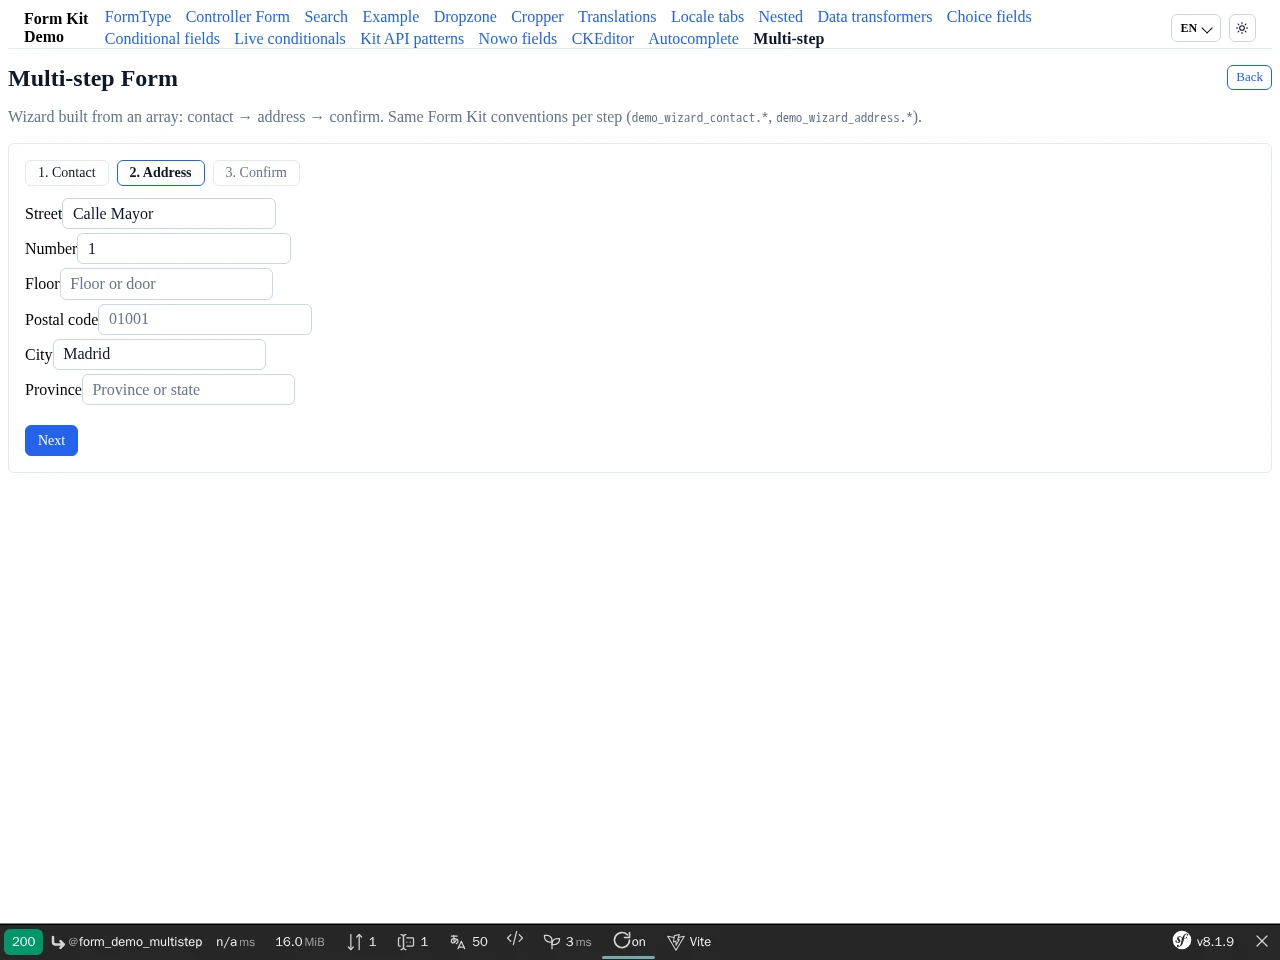 Form Kit Demo
FormType Controller Form Search Example Dropzone Cropper Translations Locale tabs Nested Data transformers Choice fields
Conditional fields Live conditionals Kit API patterns Nowo fields CKEditor Autocomplete Multi-step
EN
Multi-step Form
Back
Wizard built from an array: contact → address → confirm. Same Form Kit conventions per step (demo_wizard_contact.*, demo_wizard_address.*).
1. Contact 2. Address 3. Confirm
Street Calle Mayor
Number 1
Floor Floor or door
Postal code 01001
City Madrid
Province Province or state
Next
200 @form_demo_multistep n/a ms 16.0 MiB 1 1 50 </> 3 ms on Vite sf v8.1.9